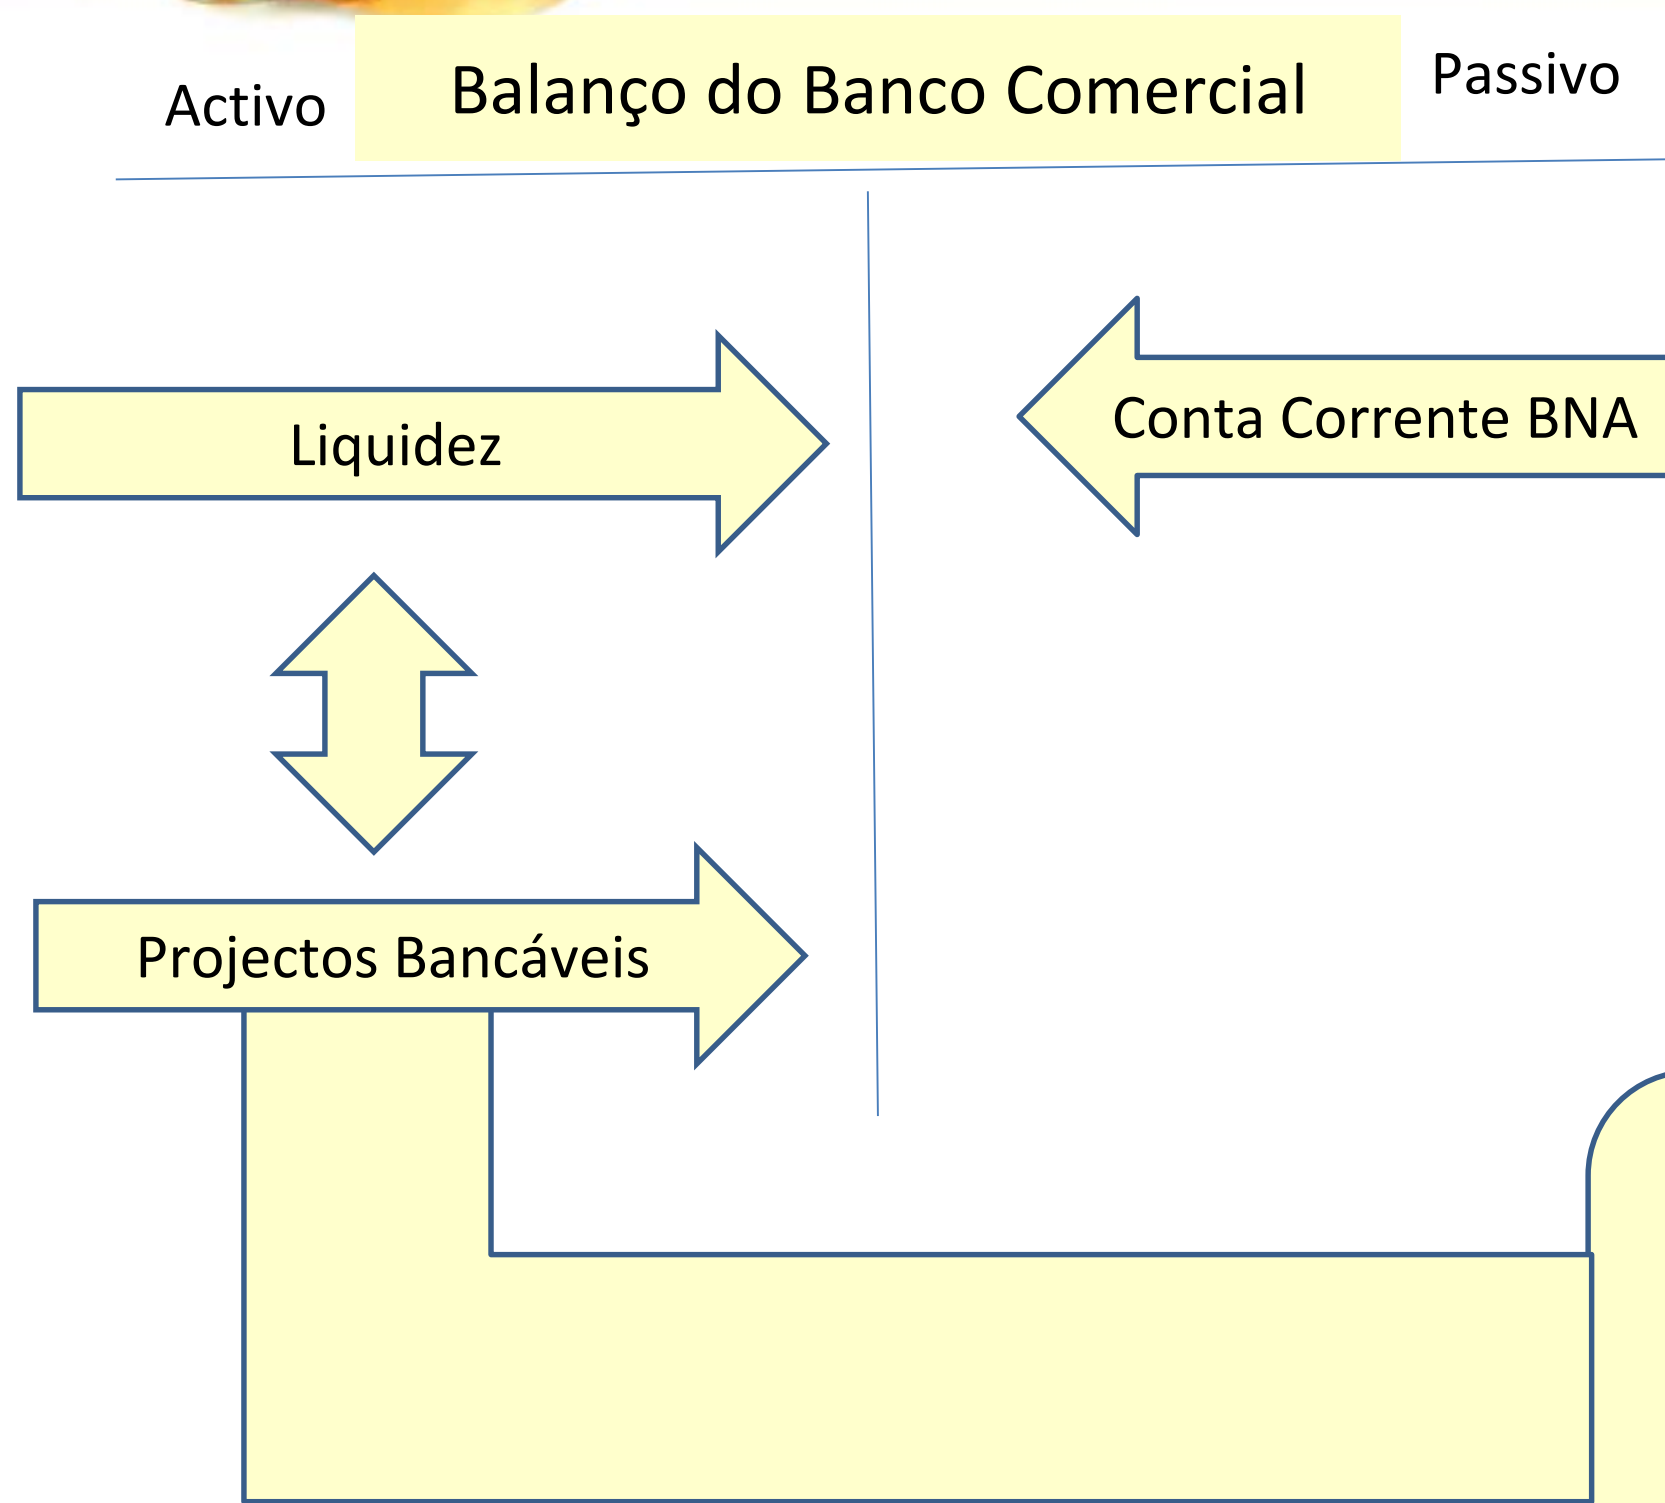 Activo
Balanço do Banco Comercial
Passivo
Liquidez
Conta Corrente BNA
Projectos Bancáveis